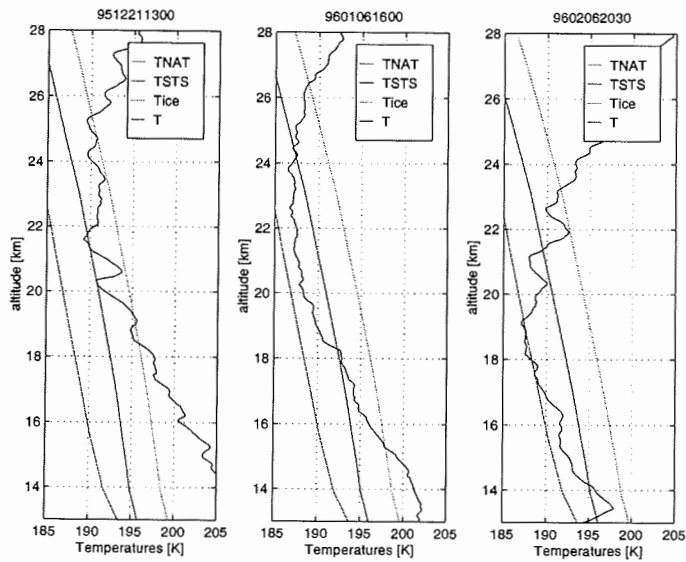 9512211300
28
26
24
22
20
18
16
14
altitude [km]
TNAT
TSTS
Tice
T
185 190 195 200 205
Temperatures [K]
9601061600
28
26
24
22
20
18
16
14
altitude [km]
TNAT
TSTS
Tice
T
185 190 195 200 205
Temperatures [K]
9602062030
28
26
24
22
20
18
16
14
altitude [km]
TNAT
TSTS
Tice
T
185 190 195 200 205
Temperatures [K]